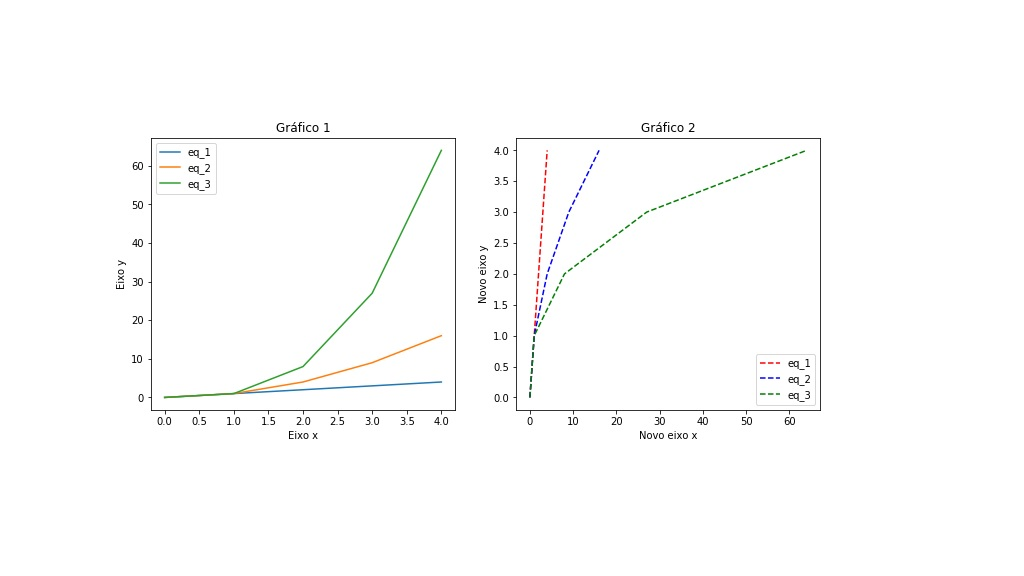 Gráfico 1
eq_1
eq_2
eq_3
60
50
40
30
20
10
0
Eixo y
0.0 0.5 1.0 1.5 2.0 2.5 3.0 3.5 4.0
Eixo x
Gráfico 2
4.0
3.5
3.0
2.5
2.0
1.5
1.0
0.5
0.0
Novo eixo y
eq_1
eq_2
eq_3
0 10 20 30 40 50 60
Novo eixo x